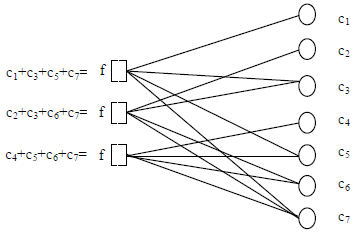 c₁
c₂
c₁+c₃+c₅+c₇= f
c₃
c₂+c₃+c₆+c₇= f
c₄
c₄+c₅+c₆+c₇= f
c₅
c₆
c₇